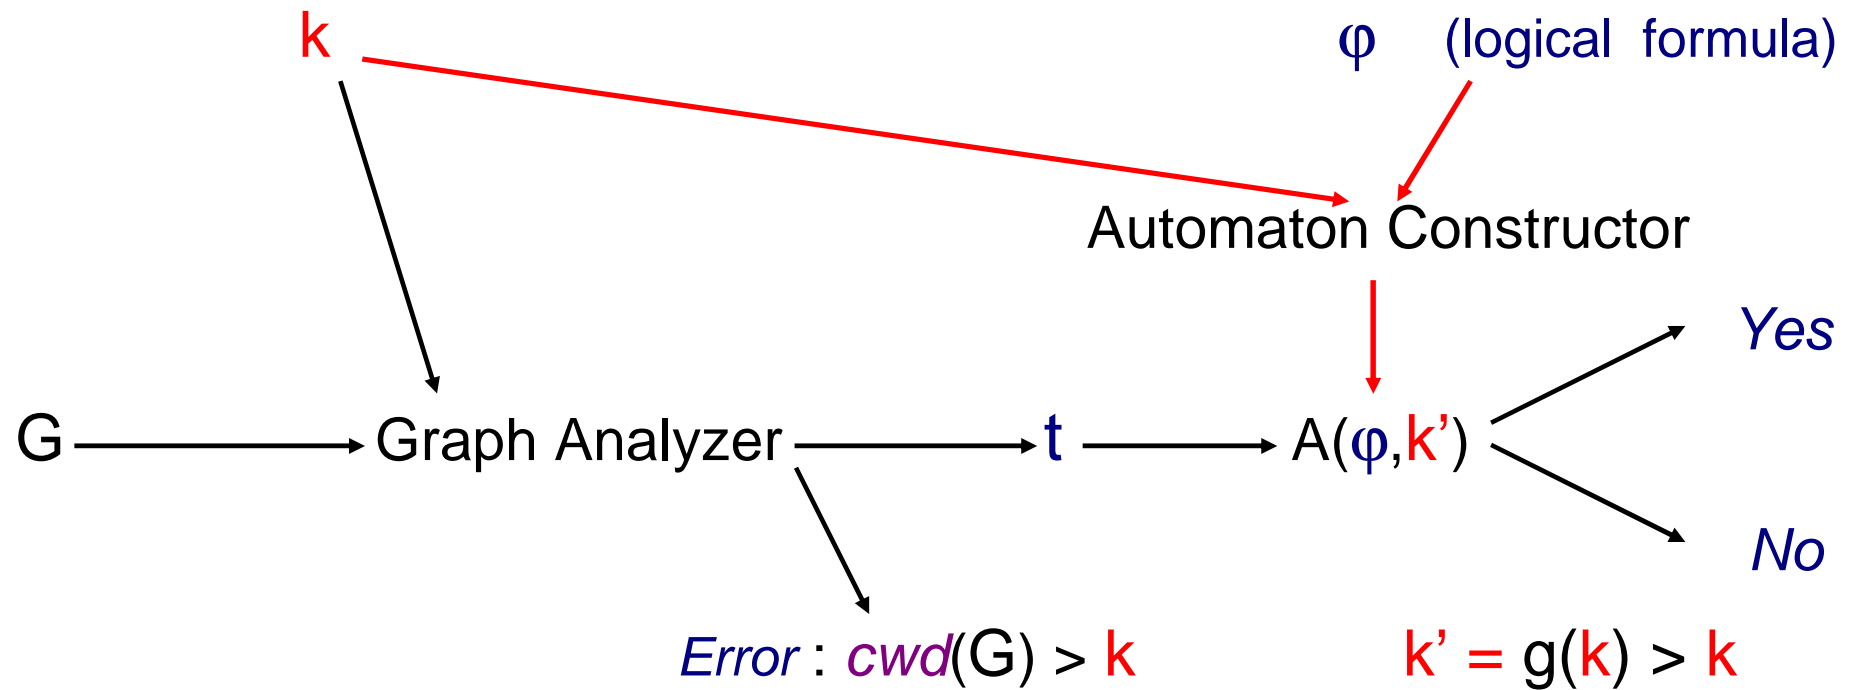 k φ (logical formula)
Automaton Constructor
Yes
G Graph Analyzer t A(φ,k’)
No
Error : cwd(G) > k k’ = g(k) > k